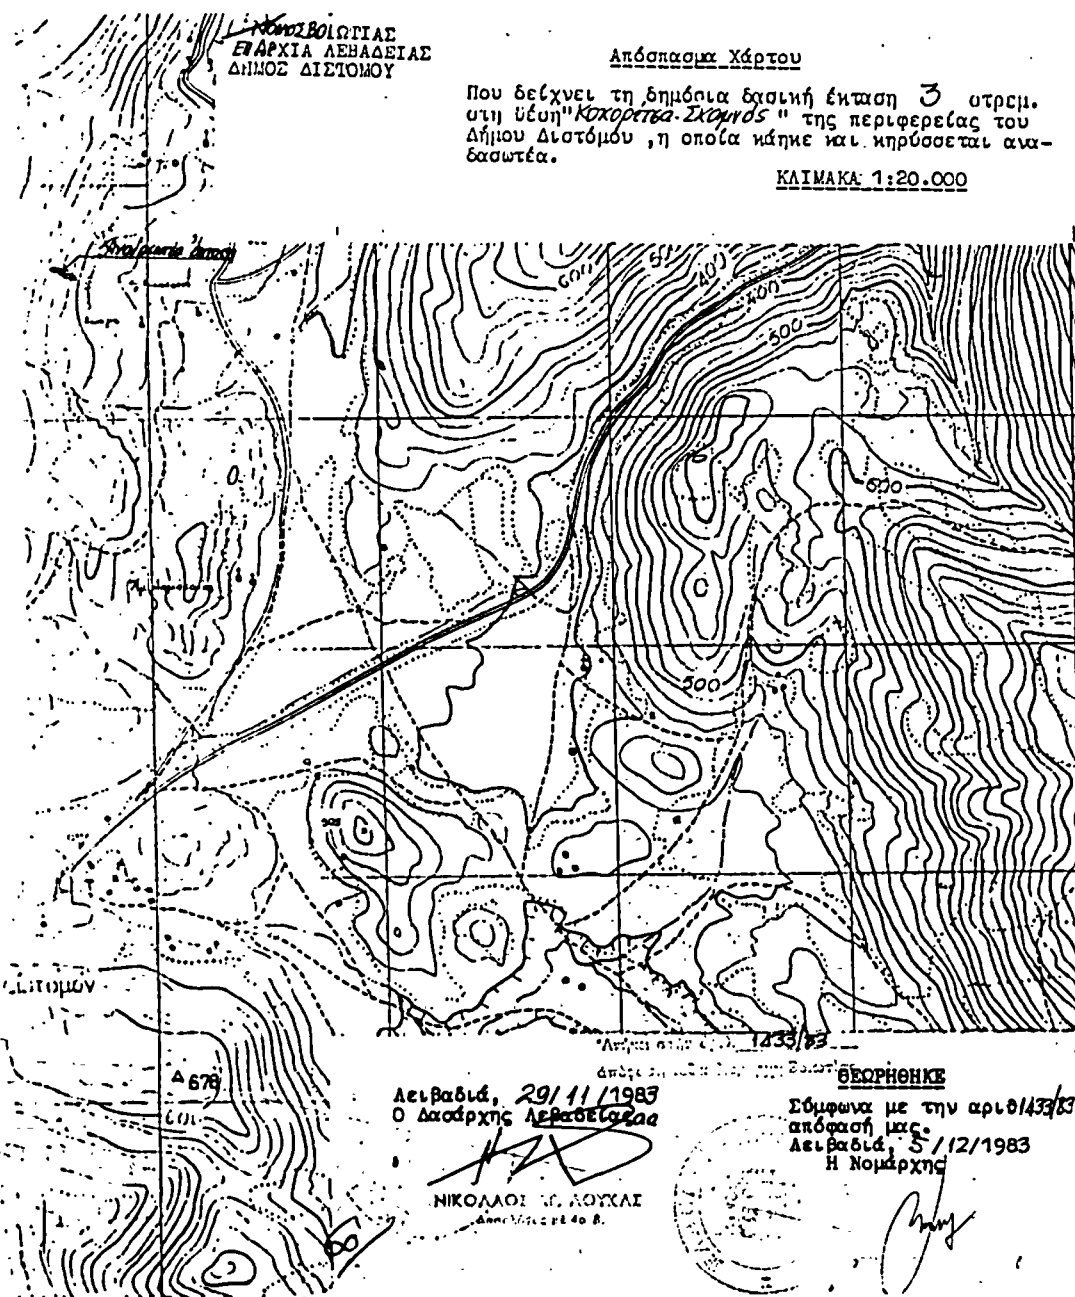 ΝΟΜΟΣ ΒΟΙΩΤΙΑΣ
ΕΠΑΡΧΙΑ ΛΕΒΑΔΕΙΑΣ
ΔΗΜΟΣ ΔΙΣΤΟΜΟΥ
Απόσπασμα Χάρτου
Που δείχνει τη δημόσια δασική έκταση 3 στρεμ.
στη θέση "Κοκορέτσα-Σκαμνός" της περιφερείας του
Δήμου Διστόμου, η οποία κάηκε και κηρύσσεται ανα-
δασωτέα.
ΚΛΙΜΑΚΑ: 1:20.000
600
400
400
500
600
500
678
1433/83
Λειβαδιά, 29/11/1983
Ο Δασάρχης Λεβαδείας
ΝΙΚΟΛΑΟΣ ΛΟΥΚΑΣ
ΘΕΩΡΗΘΗΚΕ
Σύμφωνα με την αριθ 1433/83
απόφασή μας.
Λειβαδιά, 5/12/1983
Η Νομάρχης